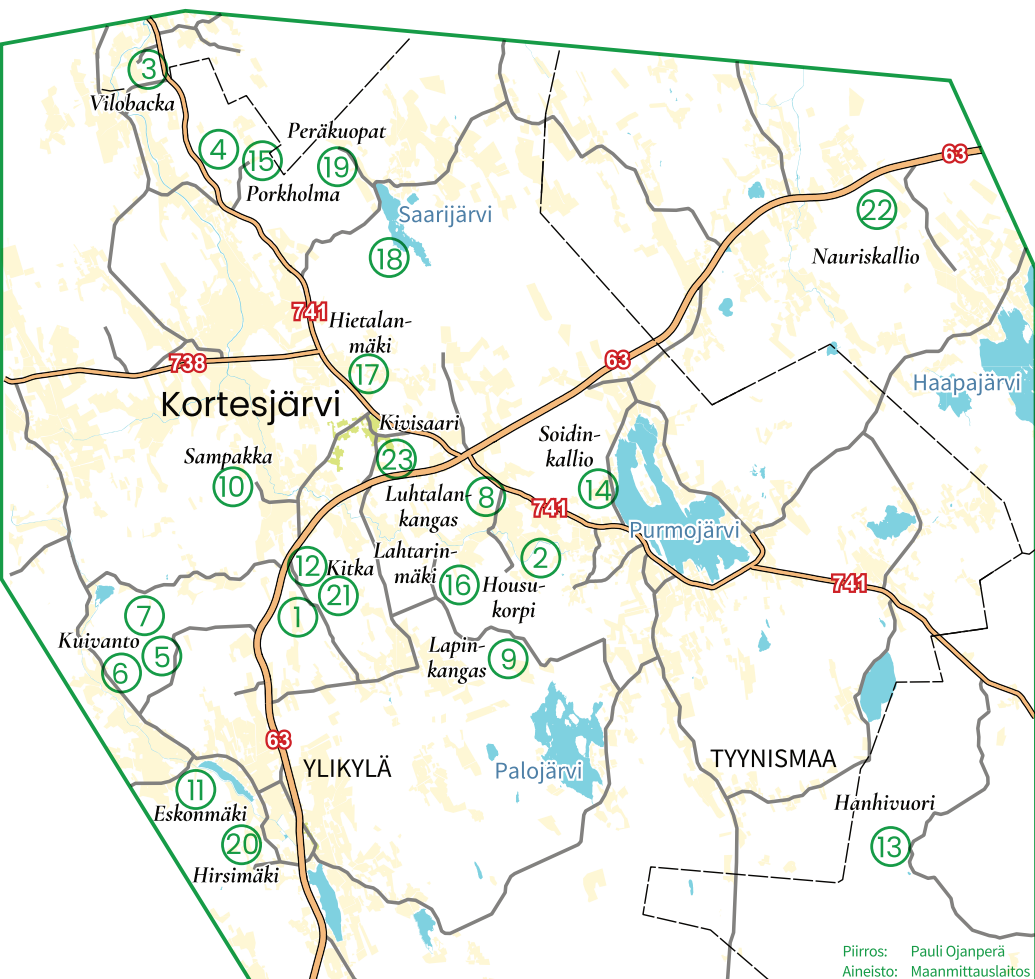 3
Vilobacka
63
4
15
Peräkuopat
19
Porkholma
22
Saarijärvi
18
Nauriskallio
741
Hietalan-
mäki
738
17
63
Haapajärvi
Kortesjärvi
Kivisaari
23
Soidin-
kallio
Sampakka
10
14
Luhtalan-
kangas
8
741
Purmojärvi
Lahtarin-
mäki
2
12
Kitka
21
16
Housu-
korpi
741
7
1
Kuivanto
5
6
Lapin-
kangas
9
63
YLIKYLÄ
Palojärvi
TYYNISMAA
11
Eskonmäki
Hanhivuori
20
13
Hirsimäki
Piirros: Pauli Ojanperä
Aineisto: Maanmittauslaitos